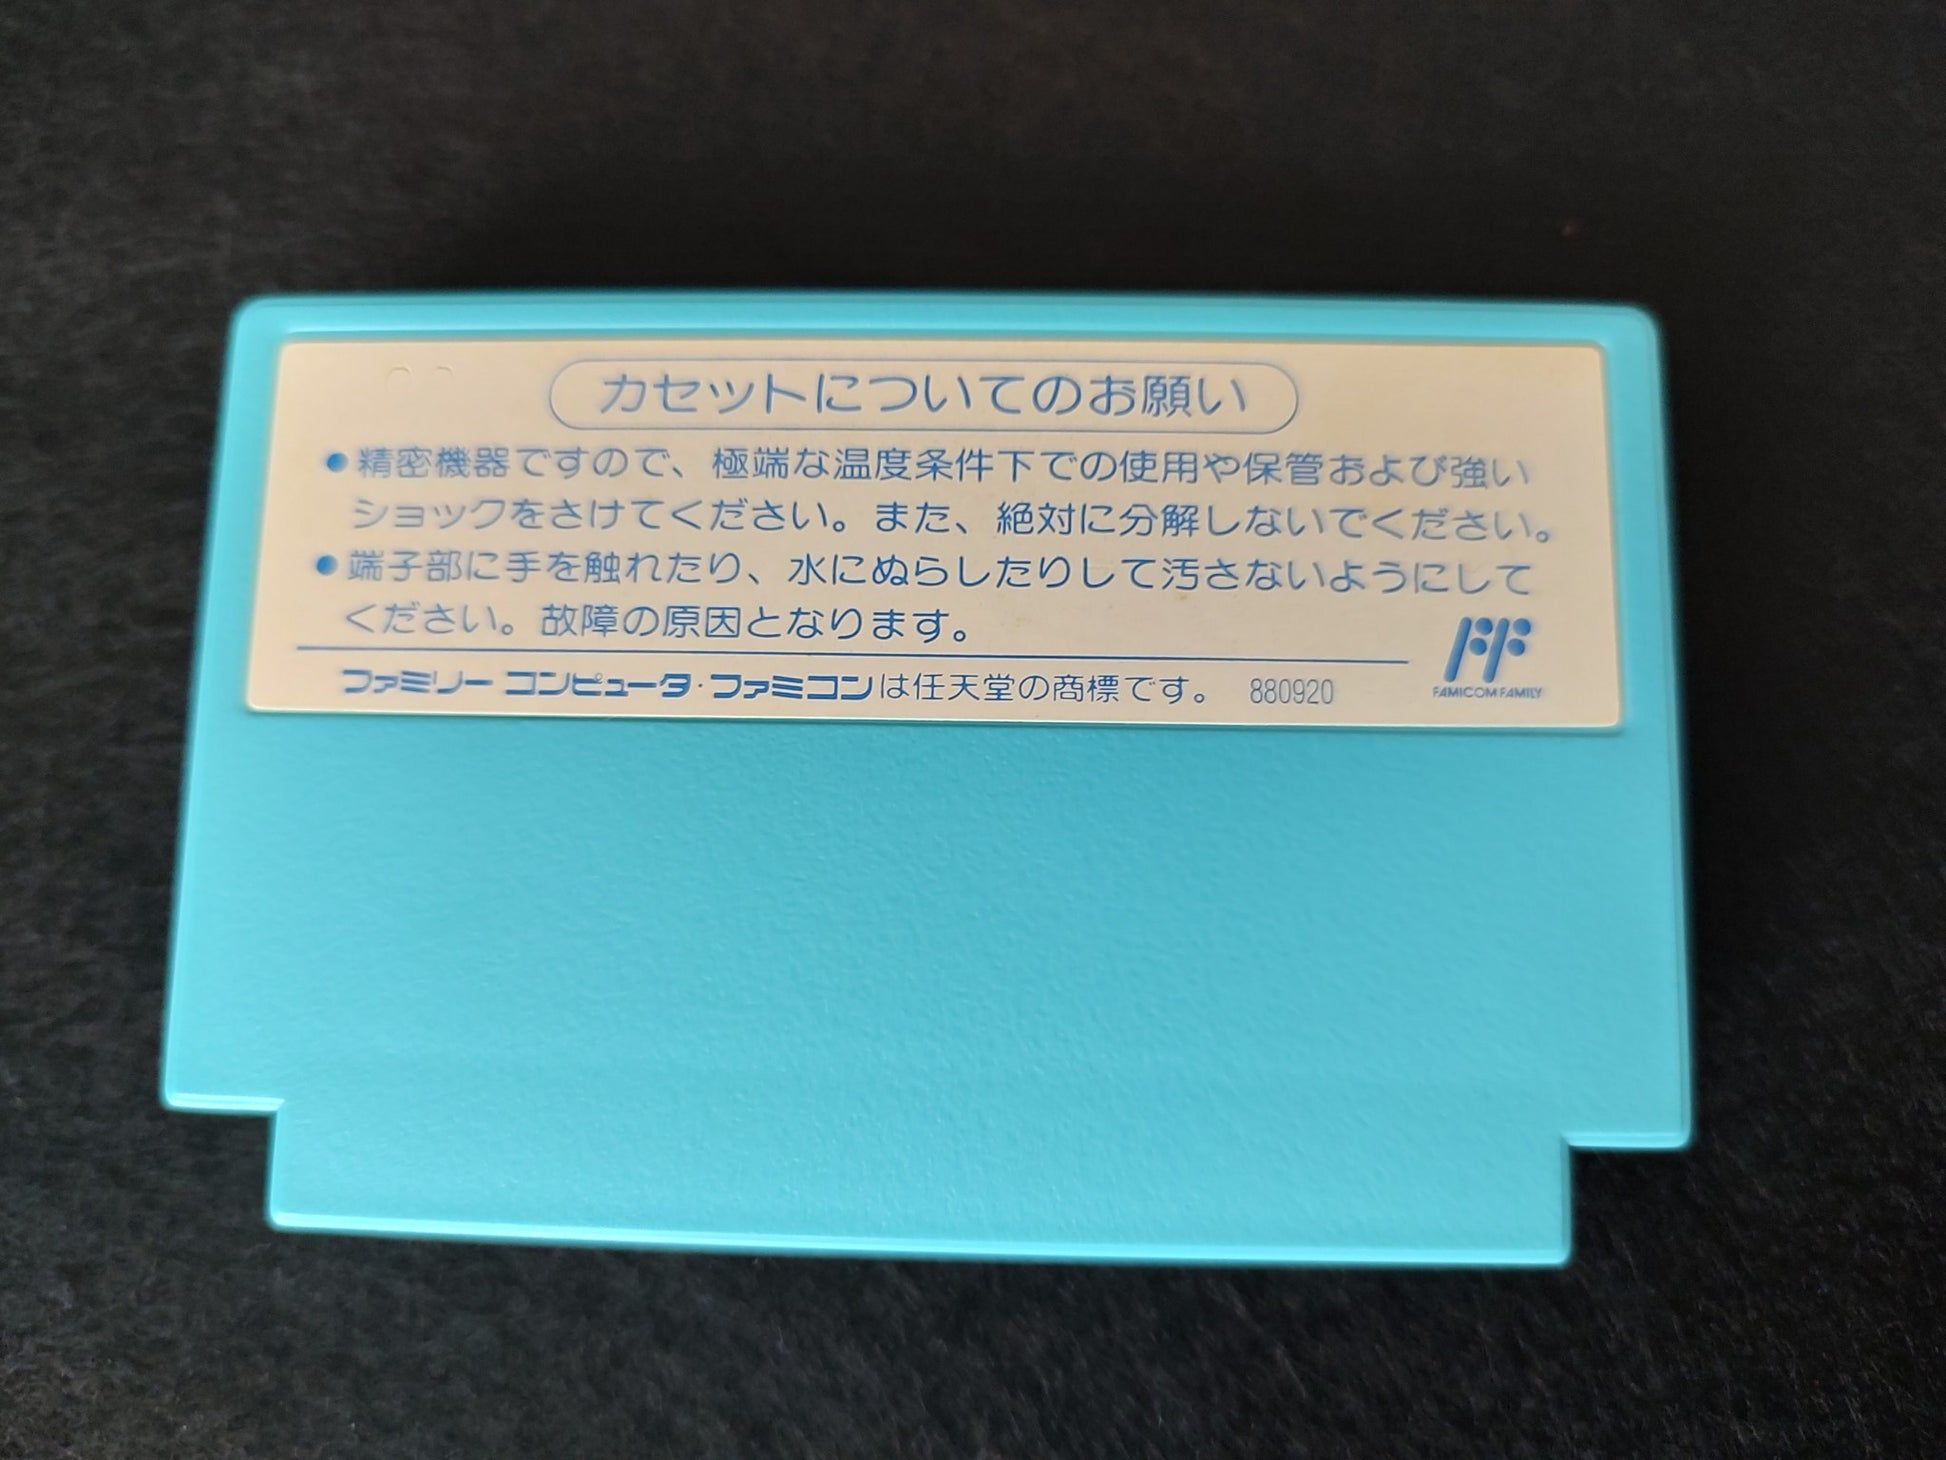 カセットについてのお願い
●精密機器ですので、極端な温度条件下での使用や保管および強い
ショックをさけてください。また、絶対に分解しないでください。
●端子部に手を触れたり、水にぬらしたりして汚さないようにして
ください。故障の原因となります。
ファミリーコンピュータ・ファミコンは任天堂の商標です。 880920
FF
FAMICOM FAMILY